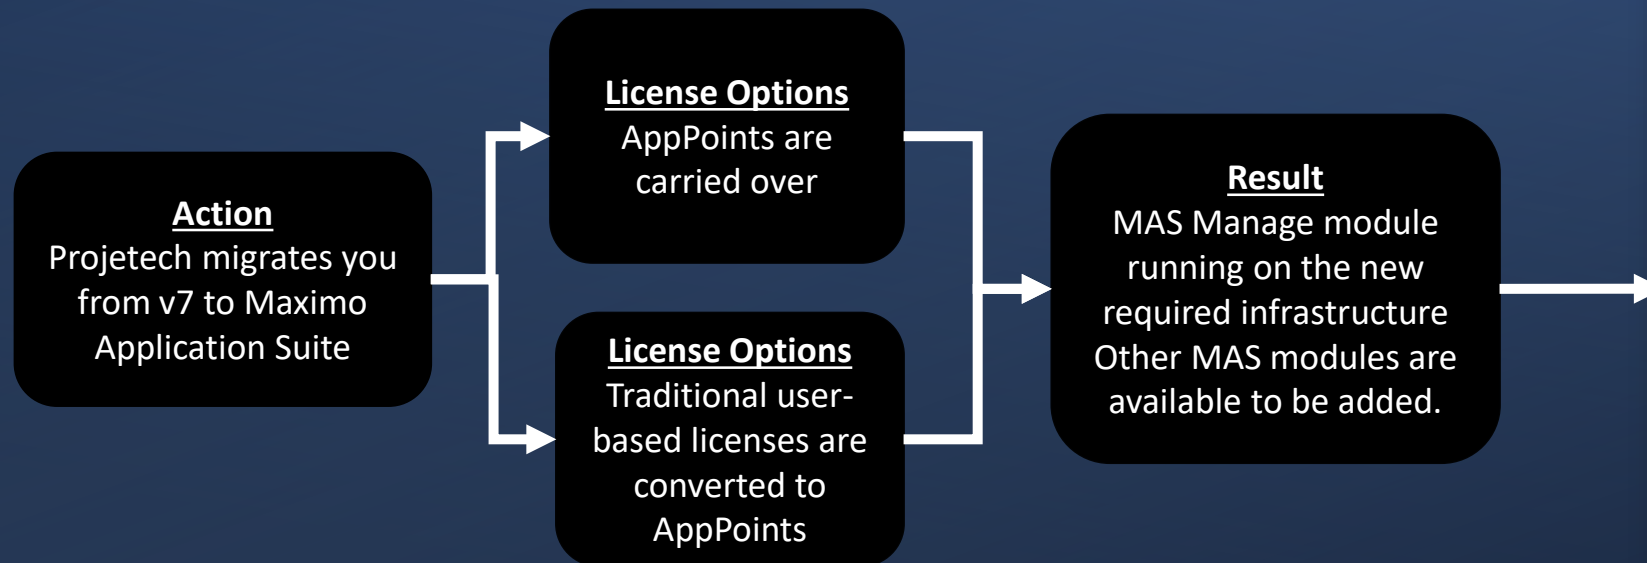 Action
Projetech migrates you
from v7 to Maximo
Application Suite
License Options
AppPoints are
carried over
License Options
Traditional user-
based licenses are
converted to
AppPoints
Result
MAS Manage module
running on the new
required infrastructure
Other MAS modules are
available to be added.